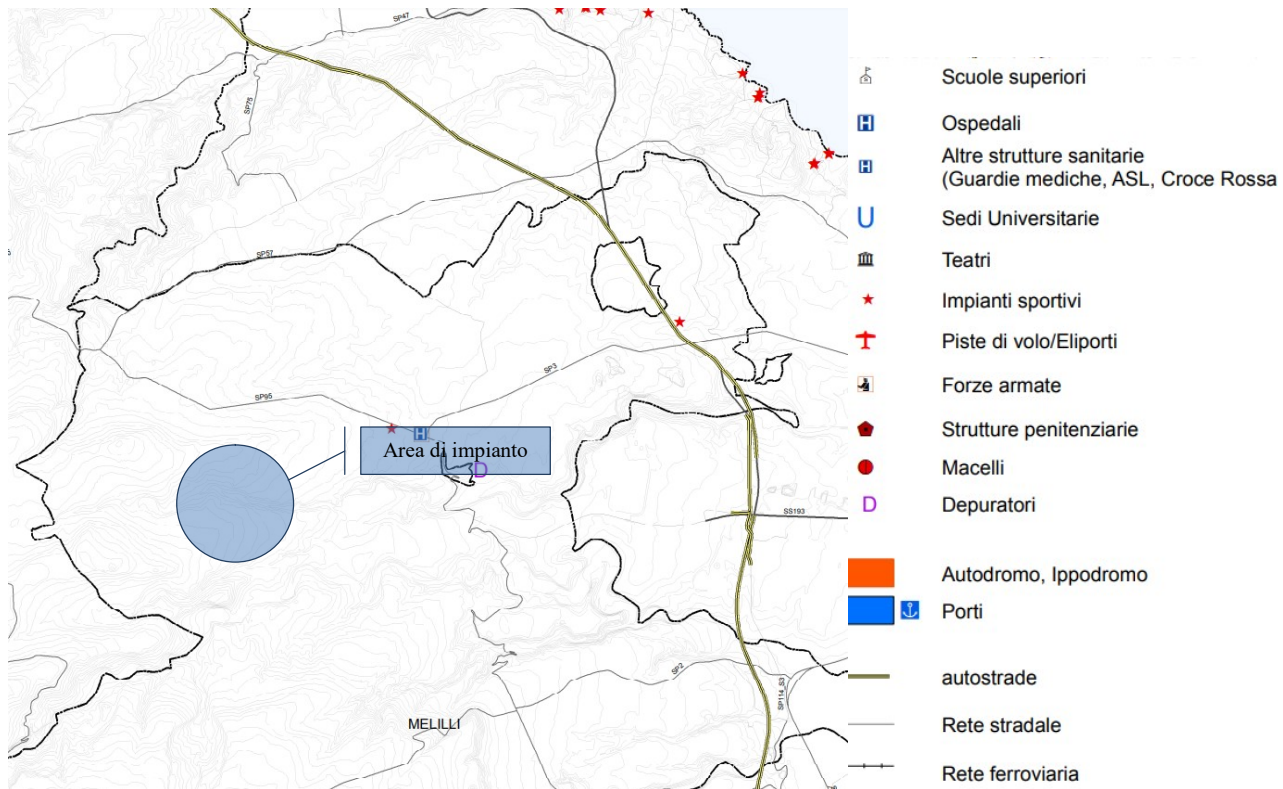 SP47
SP75
SP57
SP3
SP95
Area di impianto
D
SS193
SP2
SP114_S3
MELILLI
Scuole superiori
H Ospedali
H Altre strutture sanitarie
(Guardie mediche, ASL, Croce Rossa
U Sedi Universitarie
Teatri
Impianti sportivi
Piste di volo/Eliporti
Forze armate
Strutture penitenziarie
Macelli
D Depuratori
Autodromo, Ippodromo
Porti
autostrade
Rete stradale
Rete ferroviaria